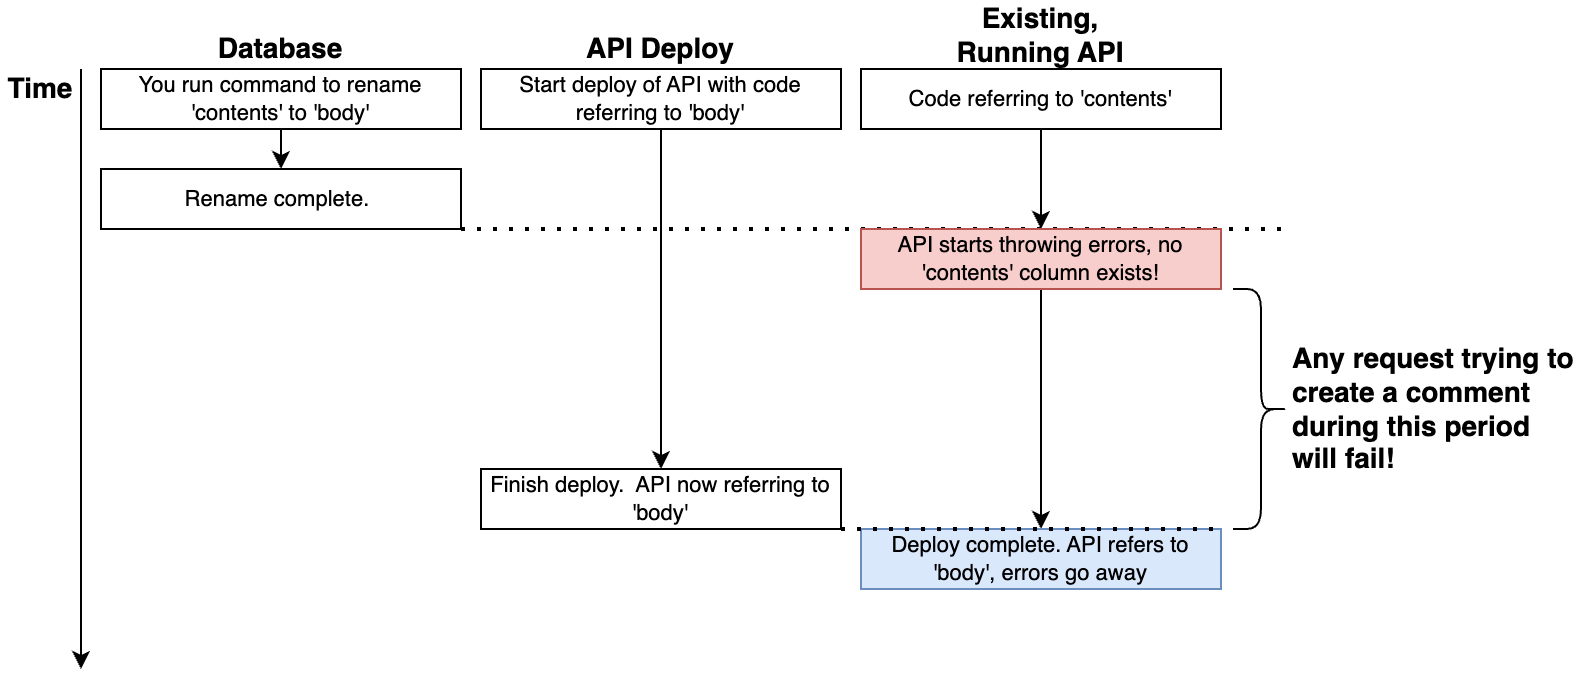 Existing,
Database
API Deploy
Running API
Time
You run command to rename
'contents' to 'body'
Start deploy of API with code
referring to 'body'
Code referring to 'contents'
Rename complete.
API starts throwing errors, no
'contents' column exists!
Any request trying to
create a comment
during this period
will fail!
Finish deploy.  API now referring to
'body'
Deploy complete. API refers to
'body', errors go away